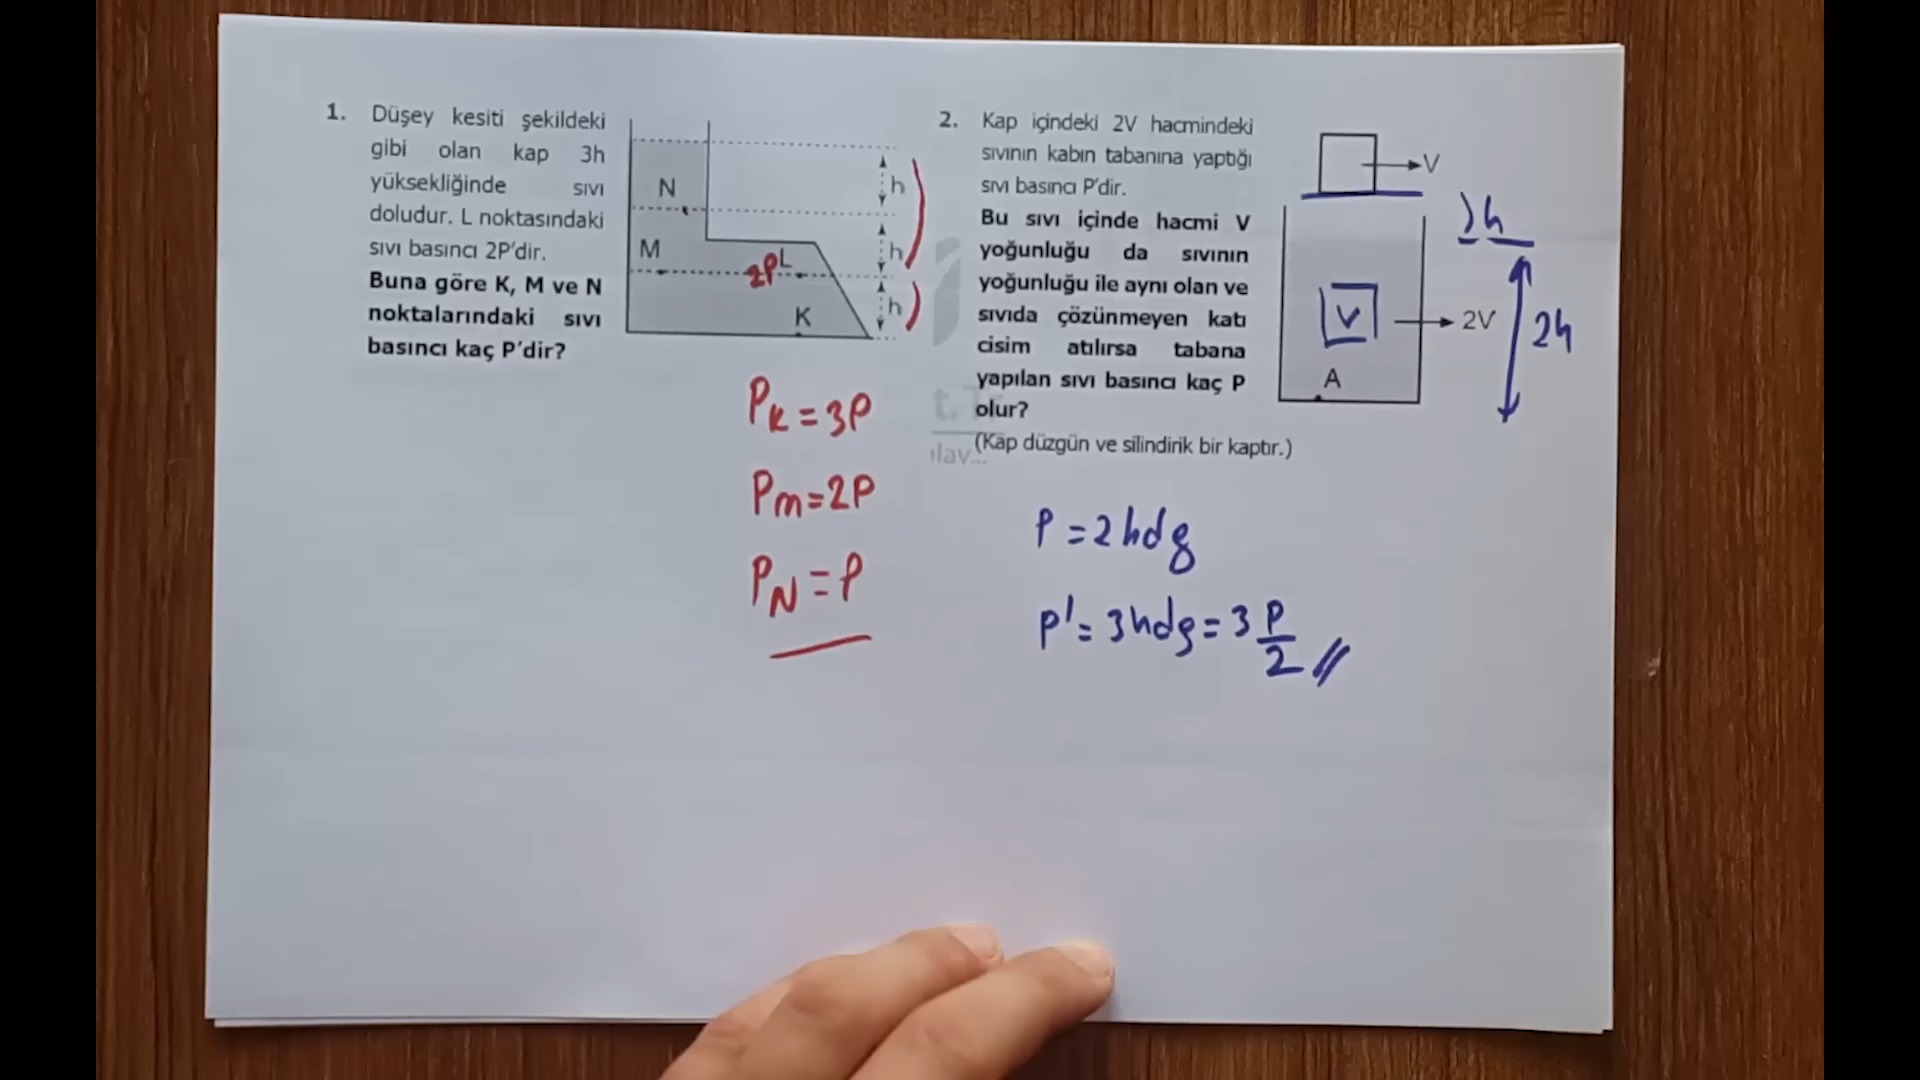 1. Düşey kesiti şekildeki
gibi olan kap 3h
yüksekliğinde sıvı
doludur. L noktasındaki
sıvı basıncı 2P'dir.
Buna göre K, M ve N
noktalarındaki sıvı
basıncı kaç P'dir?
N
M
2P L
K
h
h
h
PK = 3P
Pm = 2P
PN = P
2. Kap içindeki 2V hacmindeki
sıvının kabın tabanına yaptığı
sıvı basıncı P'dir.
Bu sıvı içinde hacmi V
yoğunluğu da sıvının
yoğunluğu ile aynı olan ve
sıvıda çözünmeyen katı
cisim atılırsa tabana
yapılan sıvı basıncı kaç P
olur?
(Kap düzgün ve silindirik bir kaptır.)
V
h
V
2V
2h
A
P = 2hdg
P' = 3hdg = 3 P/2 //